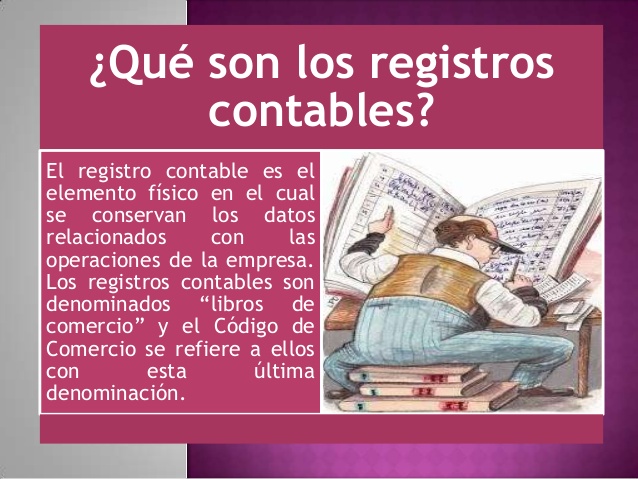 ¿Qué son los registros
contables?
El registro contable es el
elemento físico en el cual
se conservan los datos
relacionados con las
operaciones de la empresa.
Los registros contables son
denominados “libros de
comercio” y el Código de
Comercio se refiere a ellos
con esta última
denominación.